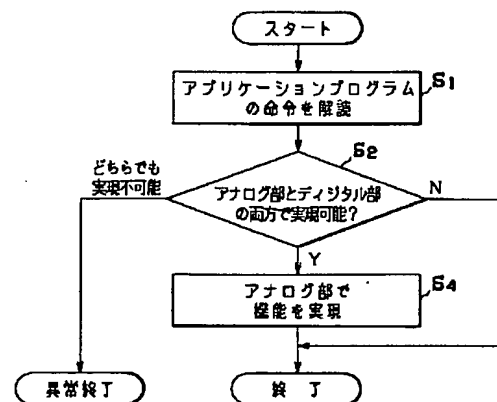 スタート
アプリケーションプログラム
の命令を解読
S1
S2
どちらでも
実現不可能
アナログ部とディジタル部
の両方で実現可能?
N
Y
アナログ部で
機能を実現
S4
異常終了
終 了